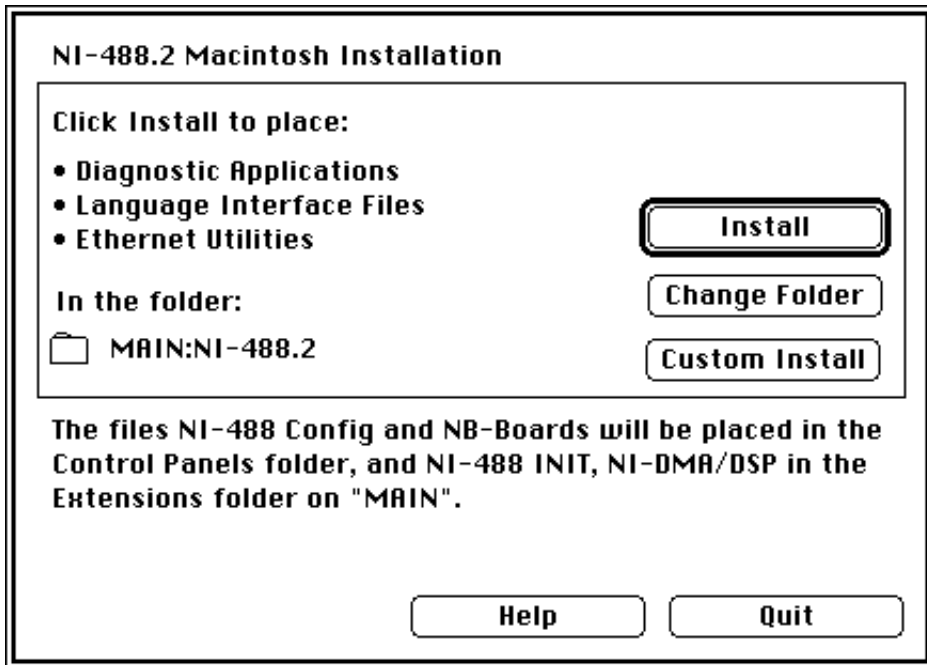 NI-488.2 Macintosh Installation
Click Install to place:
• Diagnostic Applications
• Language Interface Files
• Ethernet Utilities
Install
In the folder:
Change Folder
MAIN:NI-488.2
Custom Install
The files NI-488 Config and NB-Boards will be placed in the
Control Panels folder, and NI-488 INIT, NI-DMA/DSP in the
Extensions folder on "MAIN".
Help
Quit